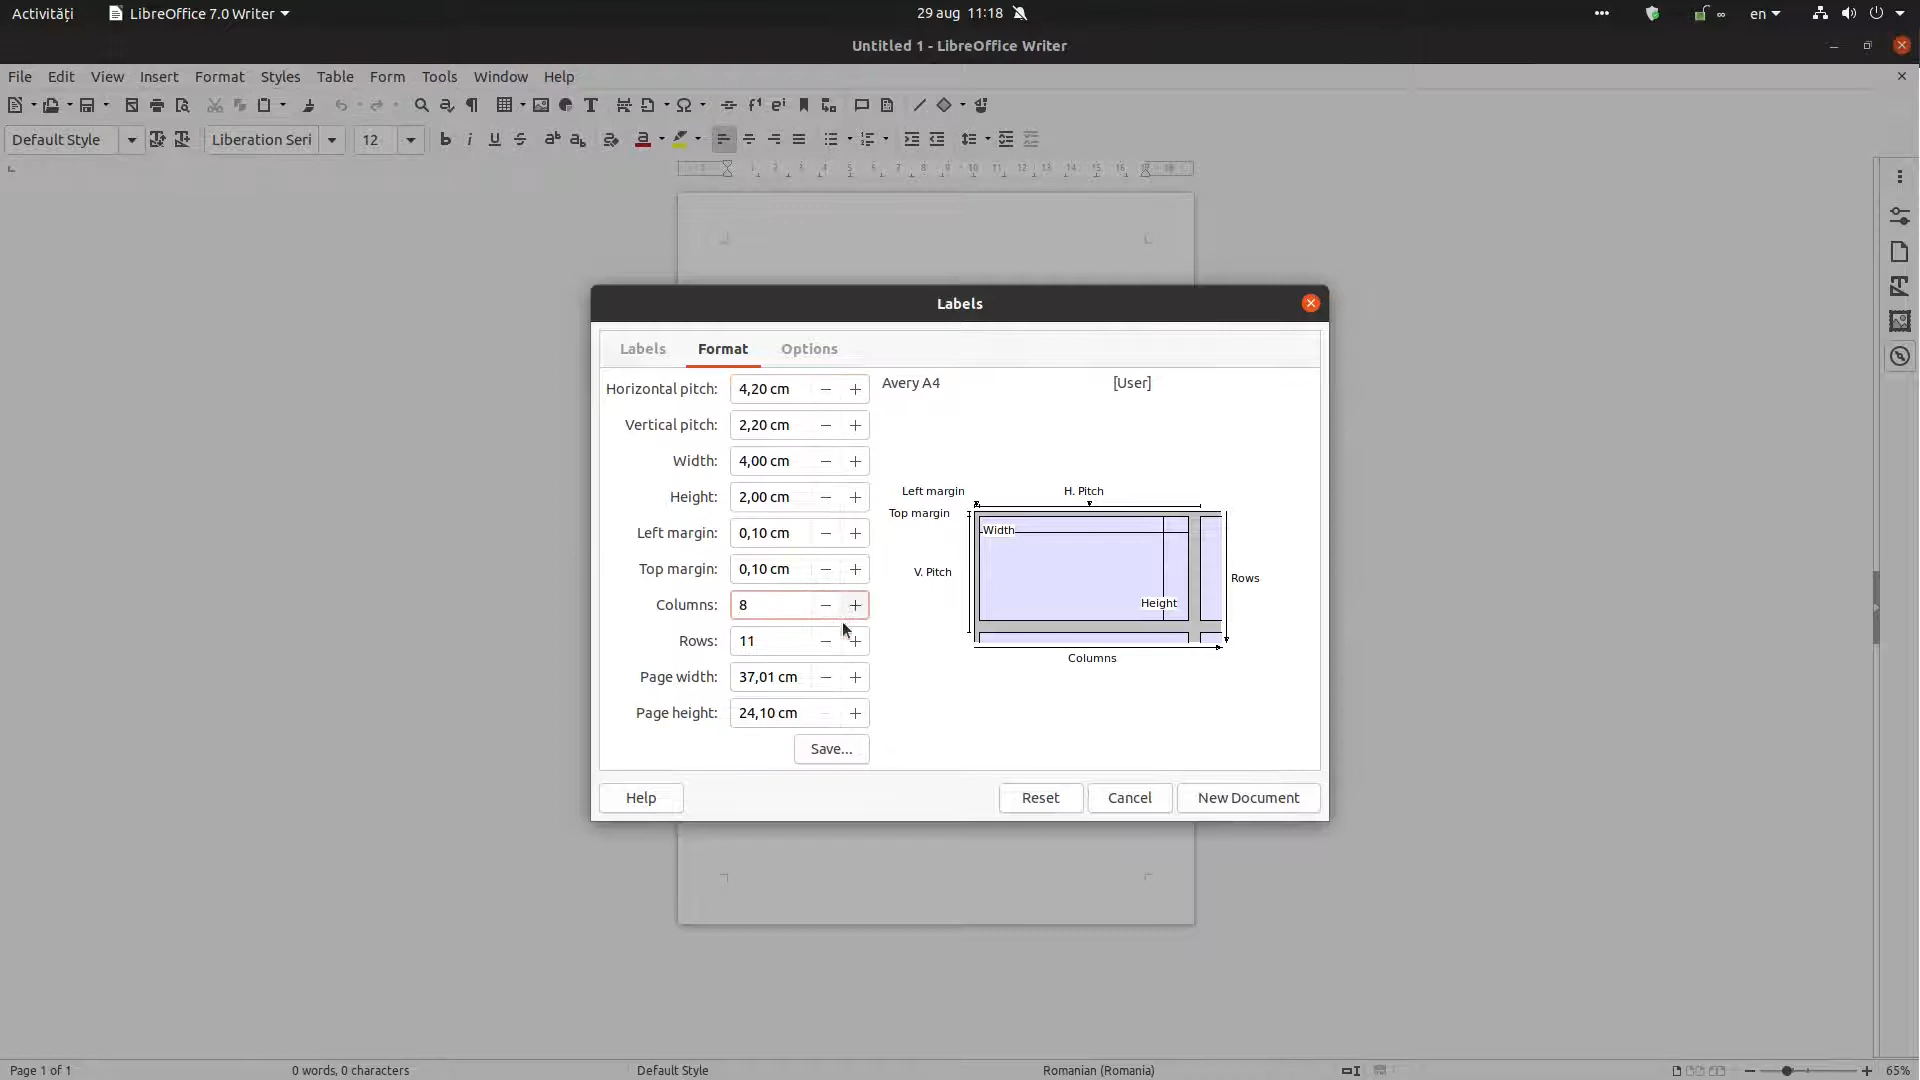 Activități
LibreOffice 7.0 Writer
29 aug 11:18
en
Untitled 1 - LibreOffice Writer
File Edit View Insert Format Styles Table Form Tools Window Help
Default Style
Liberation Seri
12
Labels
Labels Format Options
Horizontal pitch: 4,20 cm
Vertical pitch: 2,20 cm
Width: 4,00 cm
Height: 2,00 cm
Left margin: 0,10 cm
Top margin: 0,10 cm
Columns: 8
Rows: 11
Page width: 37,01 cm
Page height: 24,10 cm
Save...
Avery A4 [User]
Left margin H. Pitch
Top margin
Width
V. Pitch
Rows
Height
Columns
Help Reset Cancel New Document
Page 1 of 1
0 words, 0 characters
Default Style
Romanian (Romania)
65%